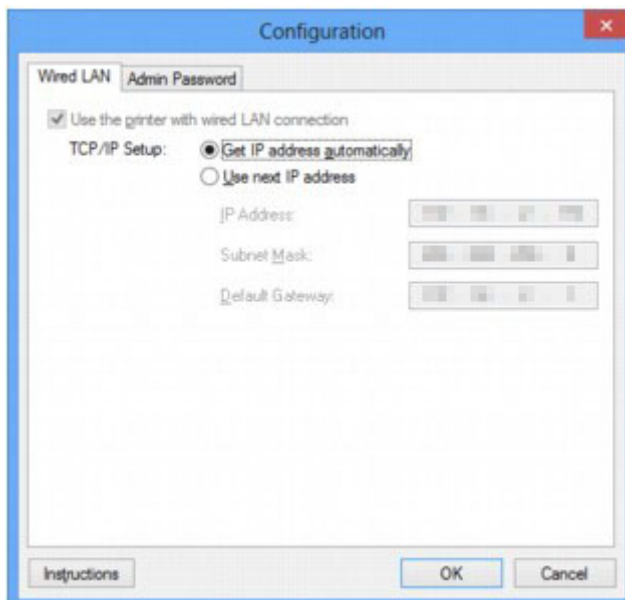 Configuration
Wired LAN Admin Password
Use the printer with wired LAN connection
TCP/IP Setup: Get IP address automatically
Use next IP address
IP Address:
Subnet Mask:
Default Gateway:
Instructions OK Cancel